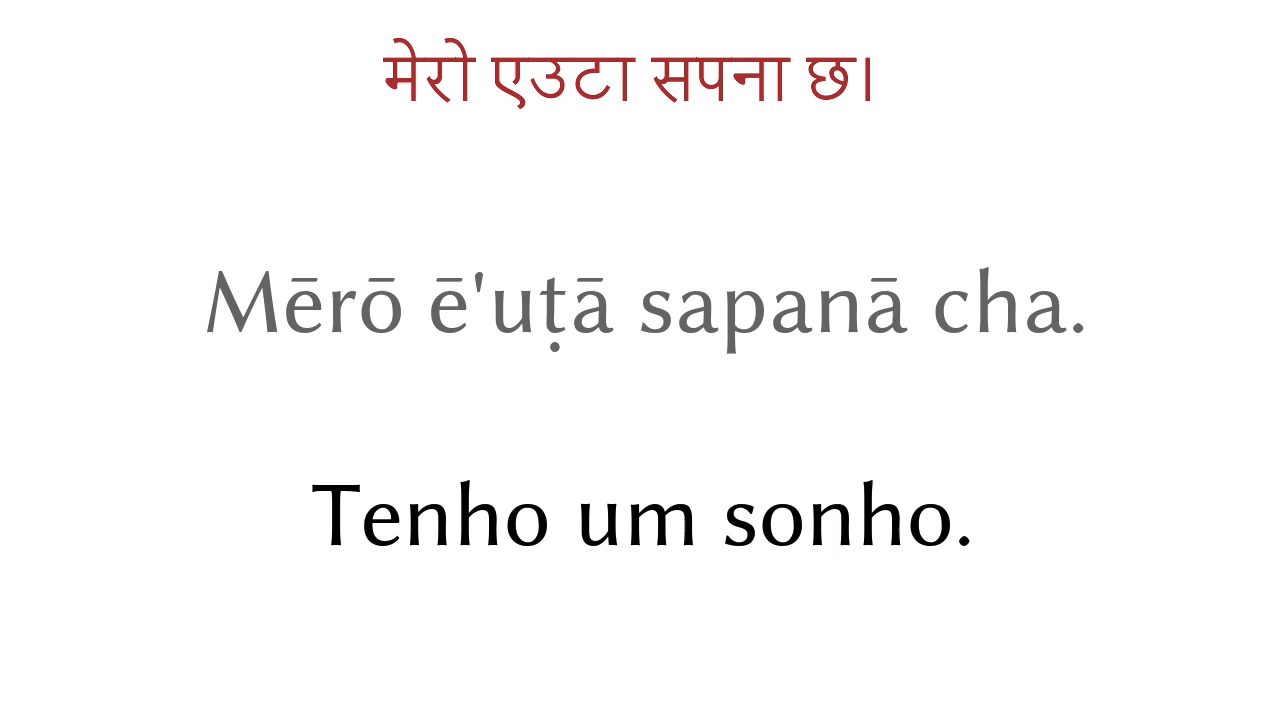 मेरो एउटा सपना छ।
Mērō ē'uṭā sapanā cha.
Tenho um sonho.